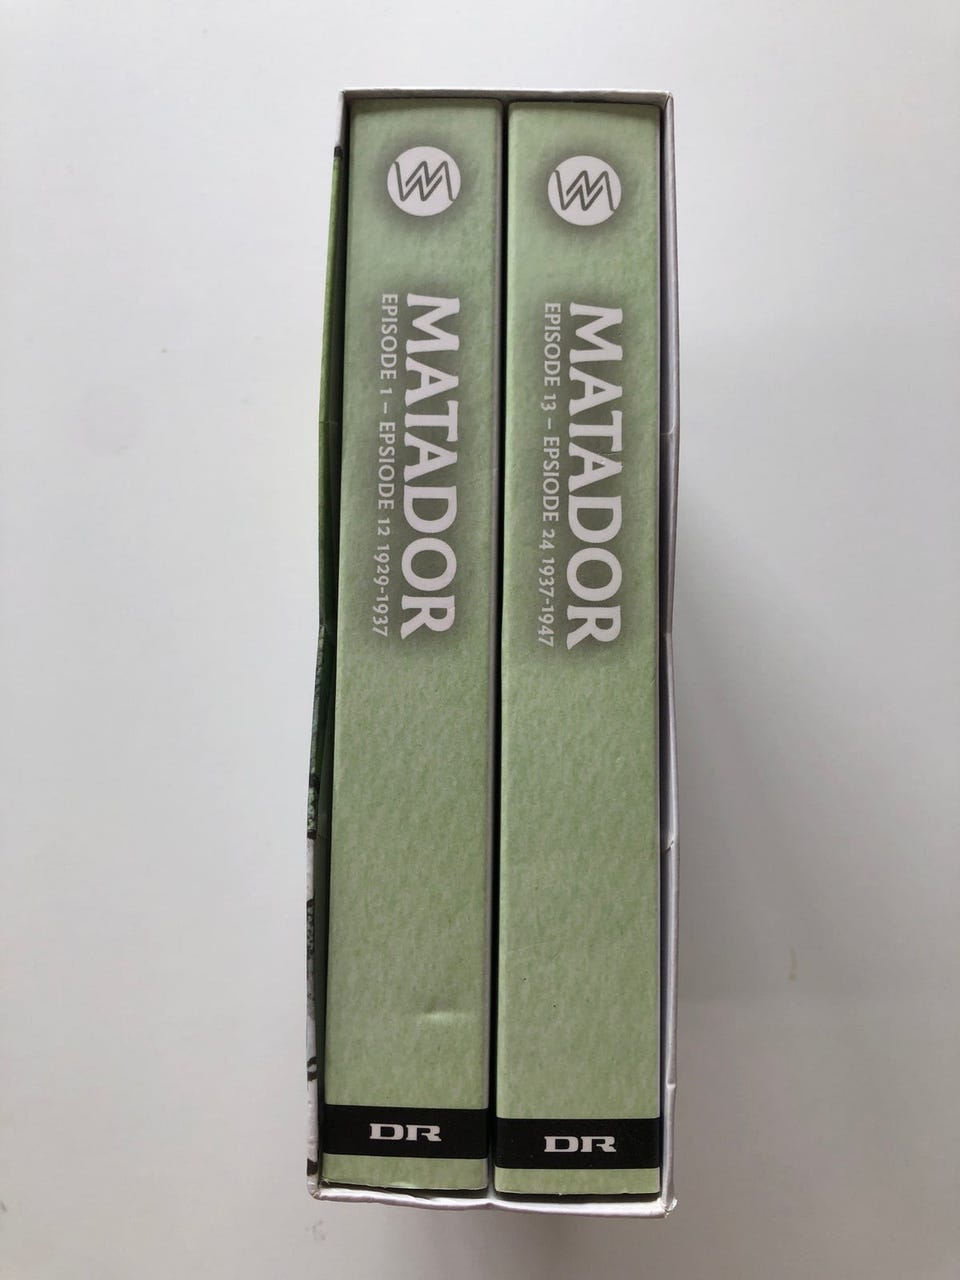 MATADOR
EPISODE 1 – EPSIODE 12 1929-1937
DR
MATADOR
EPISODE 13 – EPSIODE 24 1937-1947
DR